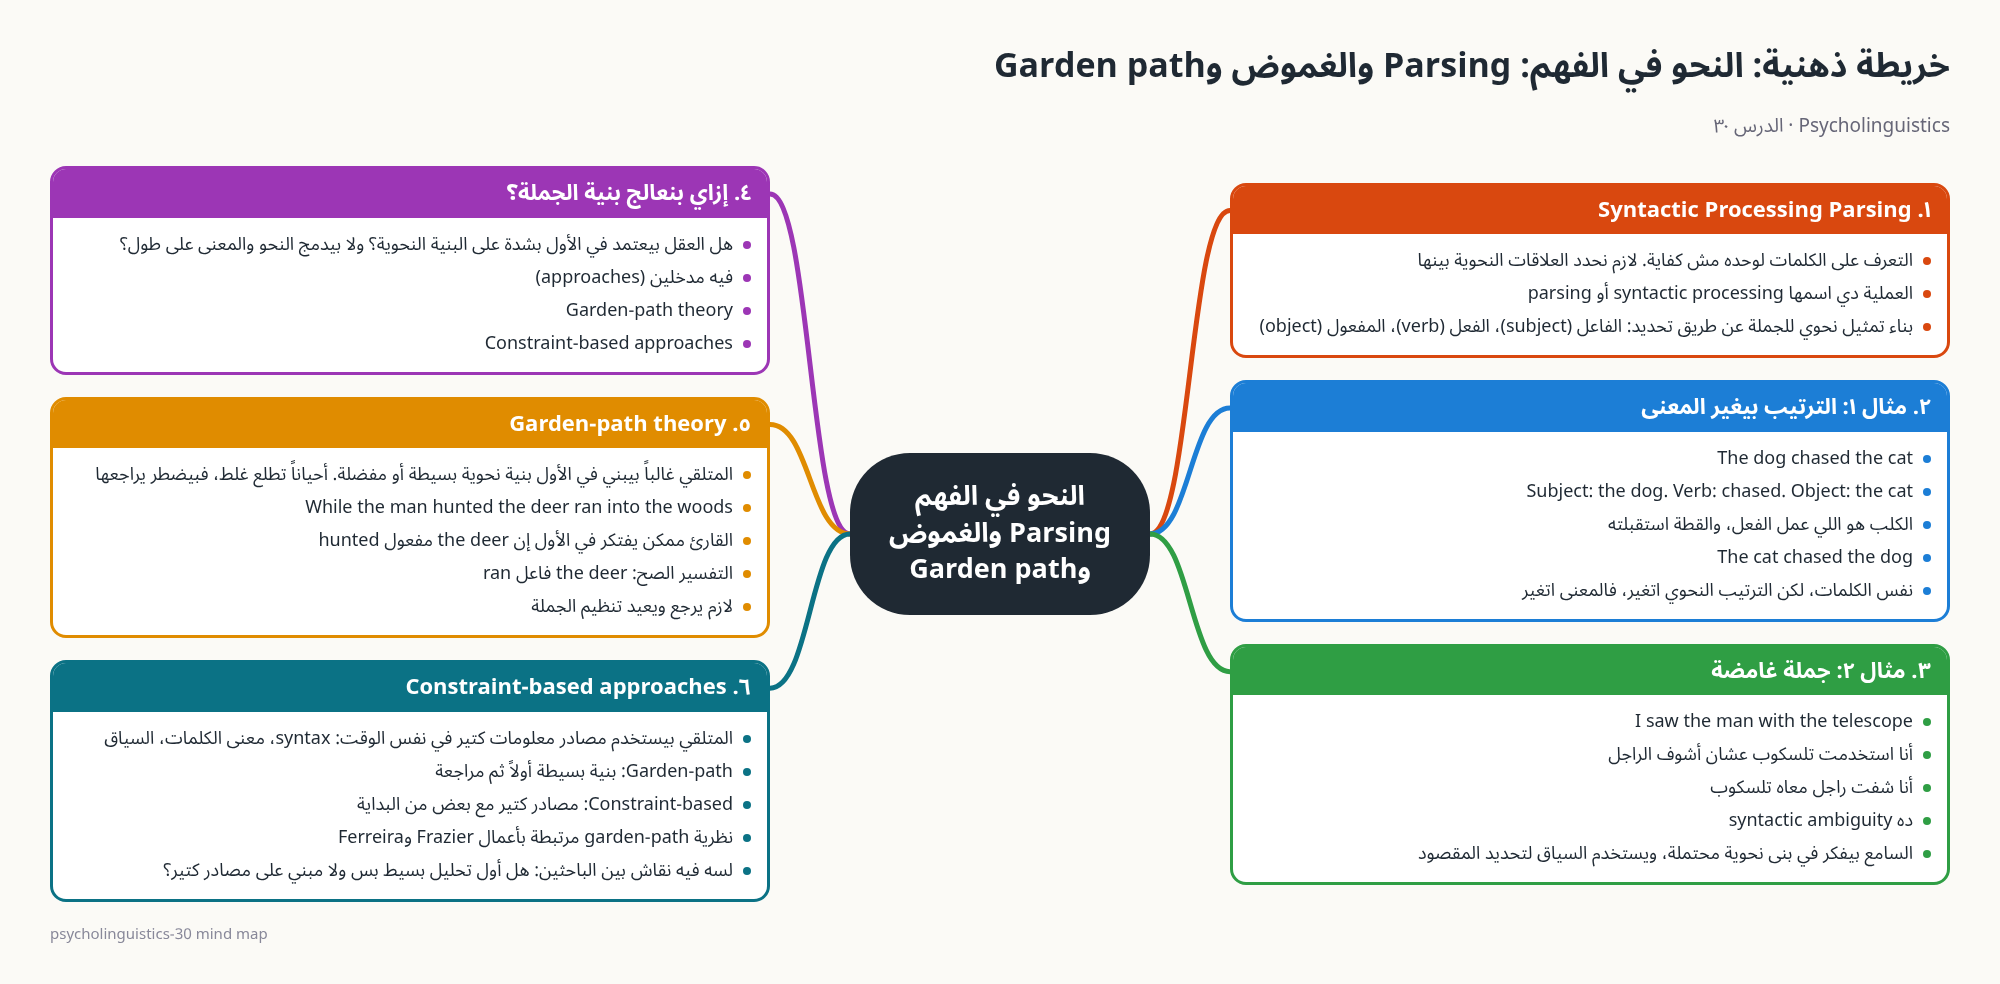 خريطة ذهنية: النحو في الفهم: Parsing والغموض وGarden path
Psycholinguistics · الدرس ٣٠
١. Syntactic Processing Parsing
التعرف على الكلمات لوحده مش كفاية. لازم نحدد العلاقات النحوية بينها
العملية دي اسمها syntactic processing أو parsing
بناء تمثيل نحوي للجملة عن طريق تحديد: الفاعل (subject)، الفعل (verb)، المفعول (object)
٢. مثال ١: الترتيب بيغير المعنى
The dog chased the cat
Subject: the dog. Verb: chased. Object: the cat
الكلب هو اللي عمل الفعل، والقطة استقبلته
The cat chased the dog
نفس الكلمات، لكن الترتيب النحوي اتغير، فالمعنى اتغير
٣. مثال ٢: جملة غامضة
I saw the man with the telescope
أنا استخدمت تلسكوب عشان أشوف الراجل
أنا شفت راجل معاه تلسكوب
ده syntactic ambiguity
السامع بيفكر في بنى نحوية محتملة، ويستخدم السياق لتحديد المقصود
النحو في الفهم
Parsing والغموض
وGarden path
٤. إزاي بنعالج بنية الجملة؟
هل العقل بيعتمد في الأول بشدة على البنية النحوية؟ ولا بيدمج النحو والمعنى على طول؟
فيه مدخلين (approaches)
Garden-path theory
Constraint-based approaches
٥. Garden-path theory
المتلقي غالباً بيبني في الأول بنية نحوية بسيطة أو مفضلة. أحياناً تطلع غلط، فبيضطر يراجعها
While the man hunted the deer ran into the woods
القارئ ممكن يفتكر في الأول إن the deer مفعول hunted
التفسير الصح: the deer فاعل ran
لازم يرجع ويعيد تنظيم الجملة
٦. Constraint-based approaches
المتلقي بيستخدم مصادر معلومات كتير في نفس الوقت: syntax، معنى الكلمات، السياق
Garden-path: بنية بسيطة أولاً ثم مراجعة
Constraint-based: مصادر كتير مع بعض من البداية
نظرية garden-path مرتبطة بأعمال Frazier وFerreira
لسه فيه نقاش بين الباحثين: هل أول تحليل بسيط بس ولا مبني على مصادر كتير؟
psycholinguistics-30 mind map